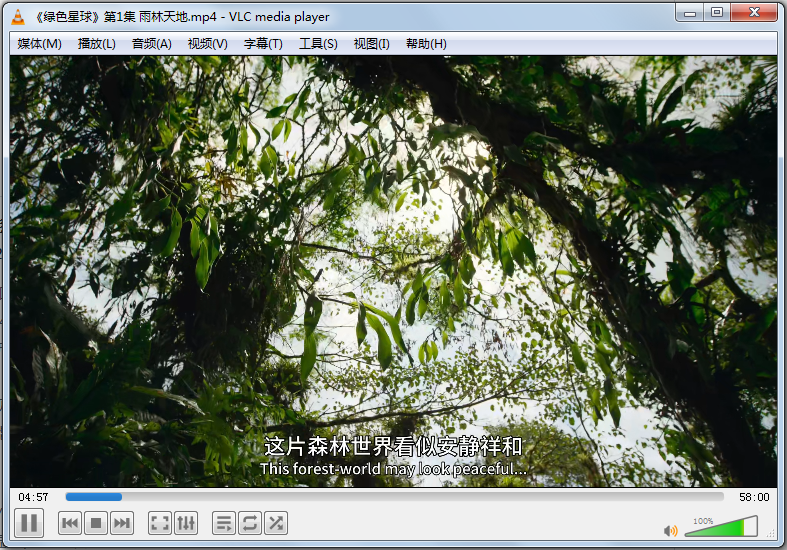 《绿色星球》第1集 雨林天地.mp4 - VLC media player
媒体(M) 播放(L) 音频(A) 视频(V) 字幕(T) 工具(S) 视图(I) 帮助(H)
这片森林世界看似安静祥和
This forest-world may look peaceful...
04:57 58:00
100%